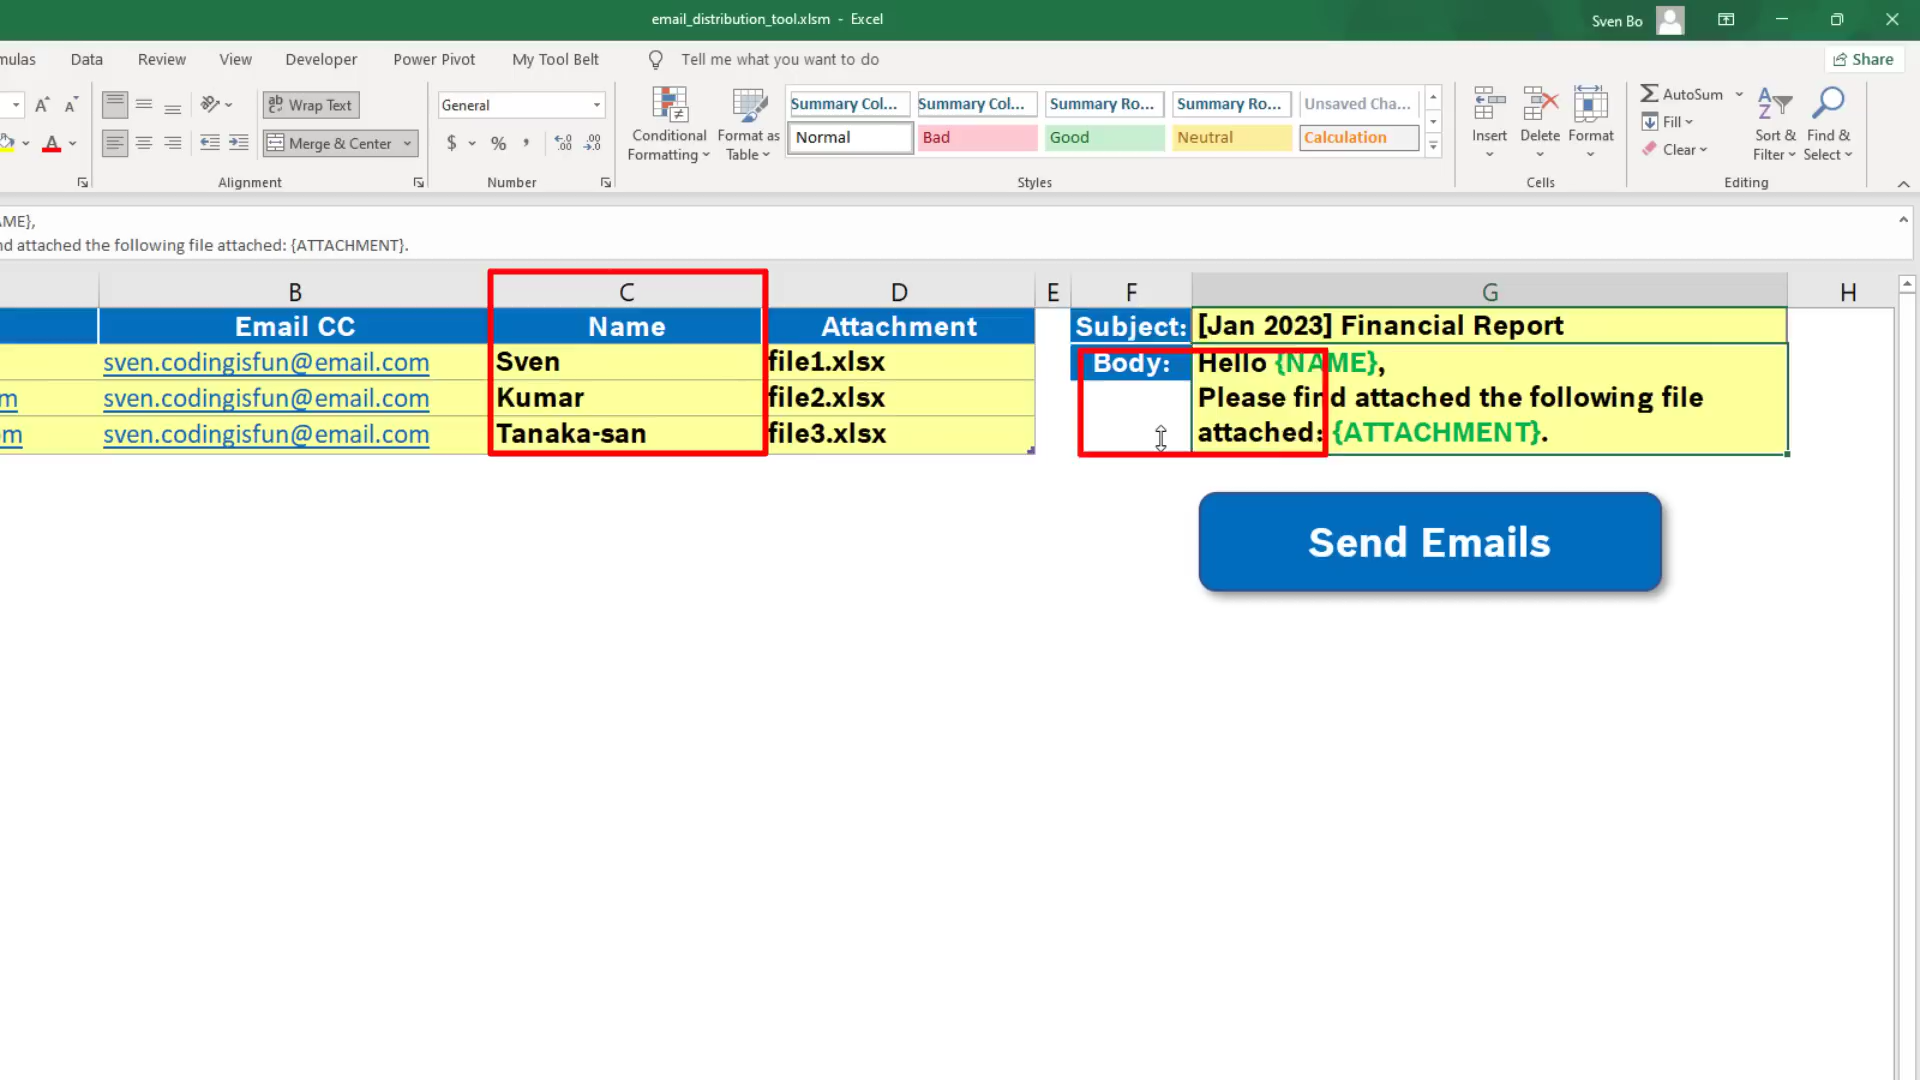 email_distribution_tool.xlsm - Excel
Sven Bo
mulas Data Review View Developer Power Pivot My Tool Belt Tell me what you want to do Share
Wrap Text
Merge & Center
Alignment
General
$ % ,
Number
Conditional Formatting
Format as Table
Summary Col... Summary Col... Summary Ro... Summary Ro... Unsaved Cha...
Normal Bad Good Neutral Calculation
Styles
Insert Delete Format
Cells
AutoSum
Fill
Clear
Sort & Filter
Find & Select
Editing
AME},
nd attached the following file attached: {ATTACHMENT}.
B C D E F G H
Email CC Name Attachment Subject: [Jan 2023] Financial Report
sven.codingisfun@email.com Sven file1.xlsx Body: Hello {NAME},
m sven.codingisfun@email.com Kumar file2.xlsx Please find attached the following file
om sven.codingisfun@email.com Tanaka-san file3.xlsx attached: {ATTACHMENT}.
Send Emails